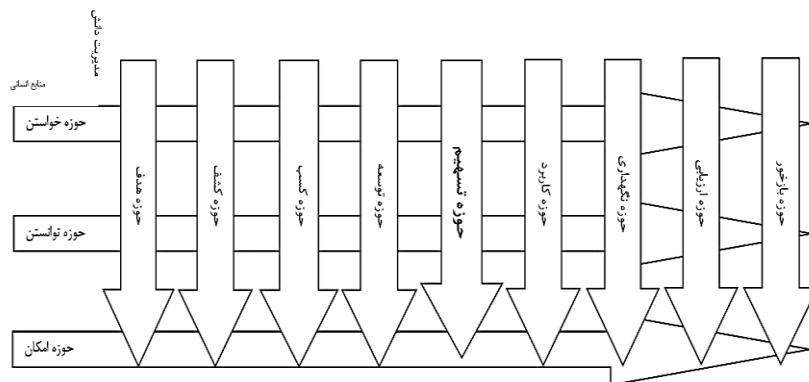 مدیریت دانش
منابع انسانی
حوزه خواستن
حوزه توانستن
حوزه امکان
حوزه هدف
حوزه کشف
حوزه کسب
حوزه توسعه
حوزه تسهیم
حوزه کاربرد
حوزه نگهداری
حوزه ارزیابی
حوزه بازخور